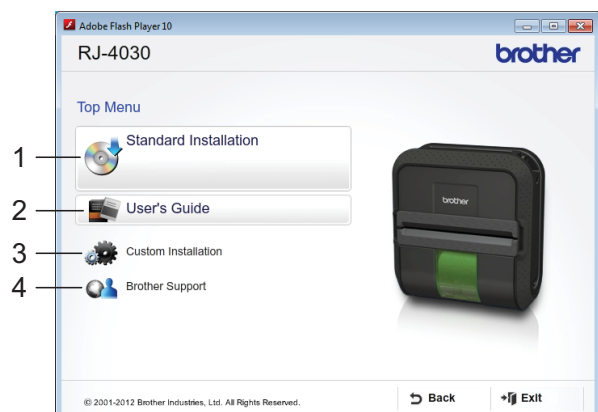 Adobe Flash Player 10
RJ-4030
brother
Top Menu
1
Standard Installation
2
User's Guide
3
Custom Installation
4
Brother Support
brother
© 2001-2012 Brother Industries, Ltd. All Rights Reserved.
Back
Exit